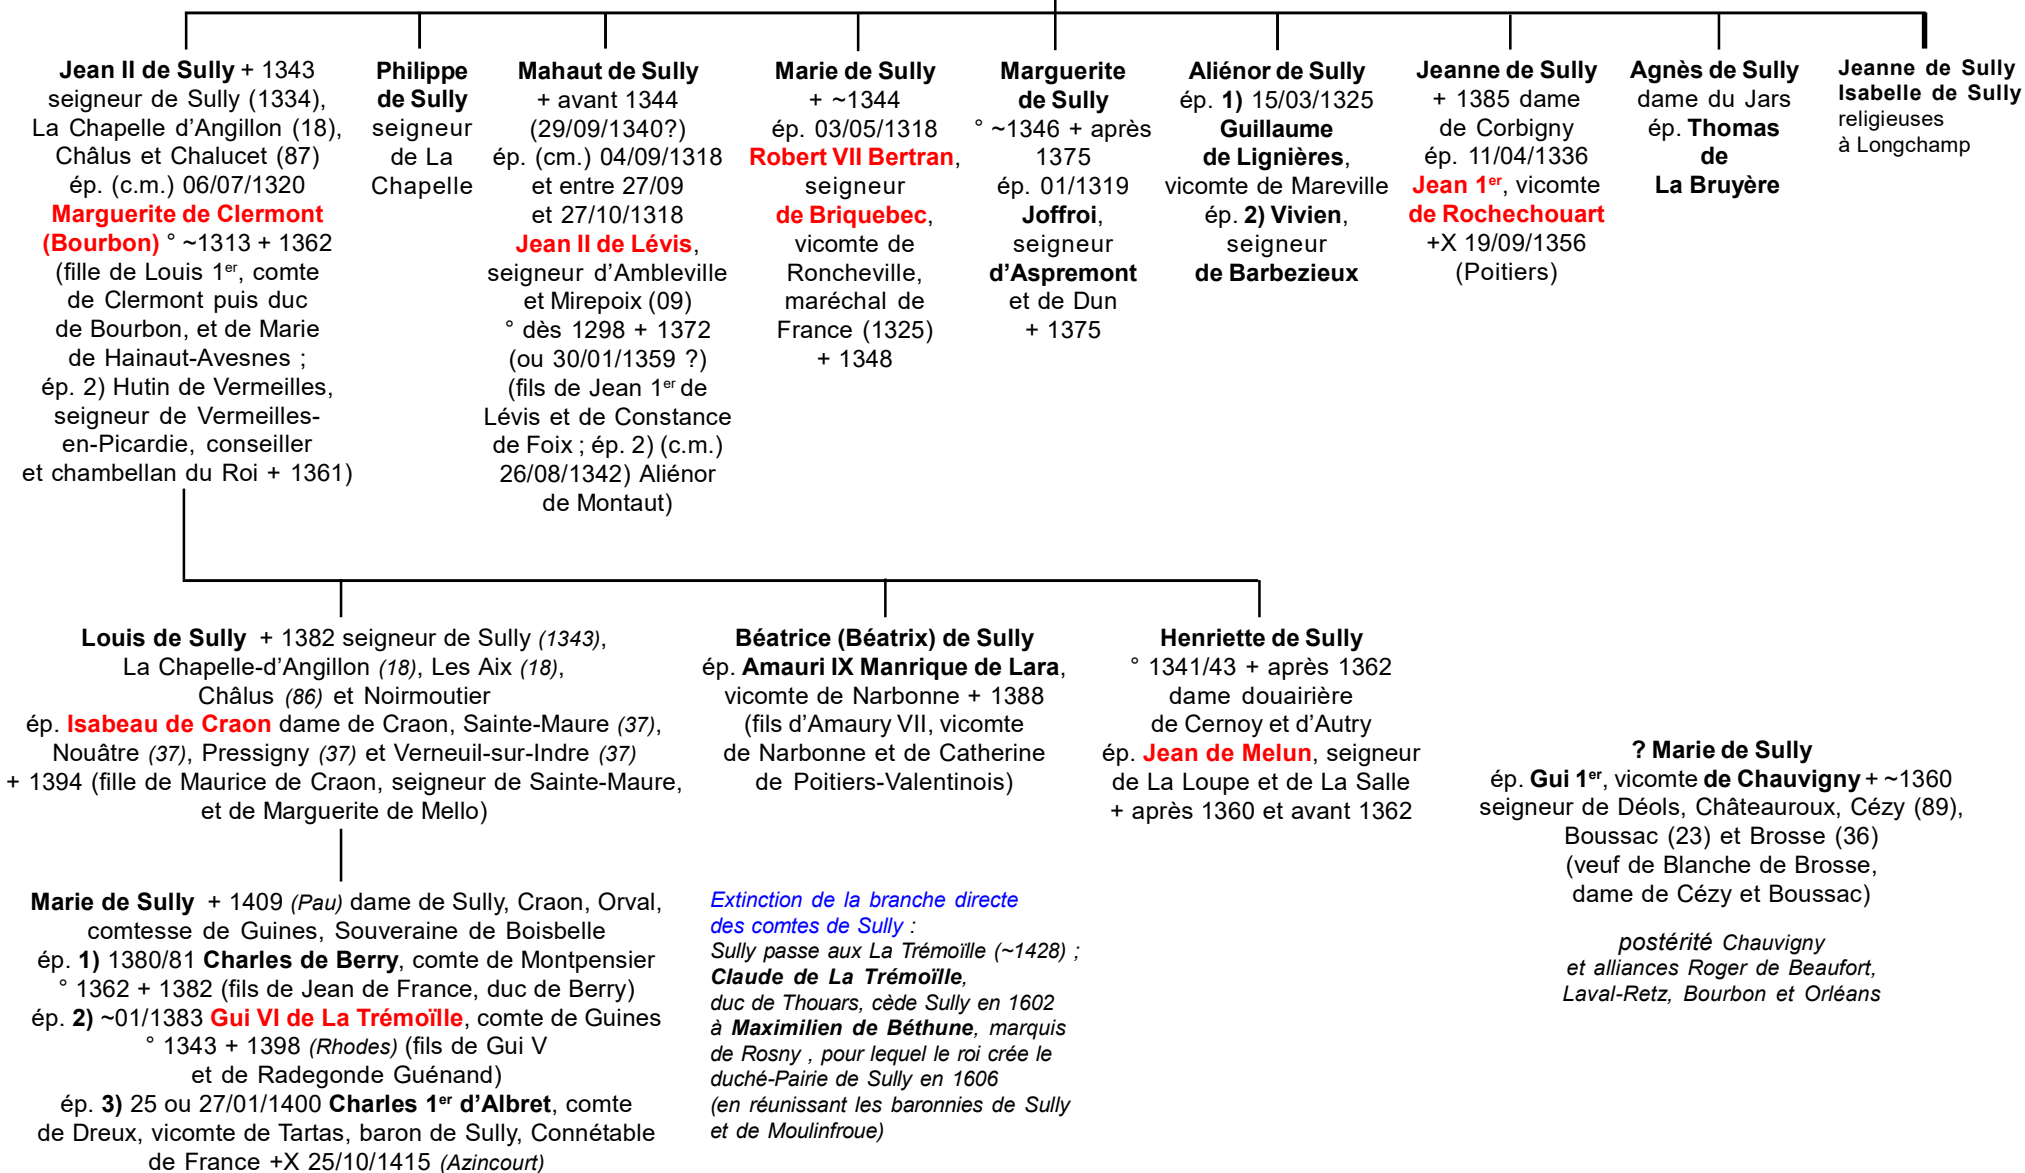 Jean II de Sully + 1343
seigneur de Sully (1334),
La Chapelle d’Angillon (18),
Châlus et Chalucet (87)
ép. (c.m.) 06/07/1320
Marguerite de Clermont
(Bourbon) ° ~1313 + 1362
(fille de Louis 1er, comte
de Clermont puis duc
de Bourbon, et de Marie
de Hainaut-Avesnes ;
ép. 2) Hutin de Vermeilles,
seigneur de Vermeilles-
en-Picardie, conseiller
et chambellan du Roi + 1361)
Philippe
de Sully
seigneur
de La
Chapelle
Mahaut de Sully
+ avant 1344
(29/09/1340?)
ép. (cm.) 04/09/1318
et entre 27/09
et 27/10/1318
Jean II de Lévis,
seigneur d’Ambleville
et Mirepoix (09)
° dès 1298 + 1372
(ou 30/01/1359 ?)
(fils de Jean 1er de
Lévis et de Constance
de Foix ; ép. 2) (c.m.)
26/08/1342) Aliénor
de Montaut)
Marie de Sully
+ ~1344
ép. 03/05/1318
Robert VII Bertran,
seigneur
de Briquebec,
vicomte de
Roncheville,
maréchal de
France (1325)
+ 1348
Marguerite
de Sully
° ~1346 + après
1375
ép. 01/1319
Joffroi,
seigneur
d’Aspremont
et de Dun
+ 1375
Aliénor de Sully
ép. 1) 15/03/1325
Guillaume
de Lignières,
vicomte de Mareville
ép. 2) Vivien,
seigneur
de Barbezieux
Jeanne de Sully
+ 1385 dame
de Corbigny
ép. 11/04/1336
Jean 1er, vicomte
de Rochechouart
+X 19/09/1356
(Poitiers)
Agnès de Sully
dame du Jars
ép. Thomas
de
La Bruyère
Jeanne de Sully
Isabelle de Sully
religieuses
à Longchamp
Louis de Sully + 1382 seigneur de Sully (1343),
La Chapelle-d’Angillon (18), Les Aix (18),
Châlus (86) et Noirmoutier
ép. Isabeau de Craon dame de Craon, Sainte-Maure (37),
Nouâtre (37), Pressigny (37) et Verneuil-sur-Indre (37)
+ 1394 (fille de Maurice de Craon, seigneur de Sainte-Maure,
et de Marguerite de Mello)
Béatrice (Béatrix) de Sully
ép. Amauri IX Manrique de Lara,
vicomte de Narbonne + 1388
(fils d’Amaury VII, vicomte
de Narbonne et de Catherine
de Poitiers-Valentinois)
Henriette de Sully
° 1341/43 + après 1362
dame douairière
de Cernoy et d’Autry
ép. Jean de Melun, seigneur
de La Loupe et de La Salle
+ après 1360 et avant 1362
? Marie de Sully
ép. Gui 1er, vicomte de Chauvigny + ~1360
seigneur de Déols, Châteauroux, Cézy (89),
Boussac (23) et Brosse (36)
(veuf de Blanche de Brosse,
dame de Cézy et Boussac)
postérité Chauvigny
et alliances Roger de Beaufort,
Laval-Retz, Bourbon et Orléans
Marie de Sully + 1409 (Pau) dame de Sully, Craon, Orval,
comtesse de Guines, Souveraine de Boisbelle
ép. 1) 1380/81 Charles de Berry, comte de Montpensier
° 1362 + 1382 (fils de Jean de France, duc de Berry)
ép. 2) ~01/1383 Gui VI de La Trémoïlle, comte de Guines
° 1343 + 1398 (Rhodes) (fils de Gui V
et de Radegonde Guénand)
ép. 3) 25 ou 27/01/1400 Charles 1er d’Albret, comte
de Dreux, vicomte de Tartas, baron de Sully, Connétable
de France +X 25/10/1415 (Azincourt)
Extinction de la branche directe
des comtes de Sully :
Sully passe aux La Trémoïlle (~1428) ;
Claude de La Trémoïlle,
duc de Thouars, cède Sully en 1602
à Maximilien de Béthune, marquis
de Rosny , pour lequel le roi crée le
duché-Pairie de Sully en 1606
(en réunissant les baronnies de Sully
et de Moulinfroue)